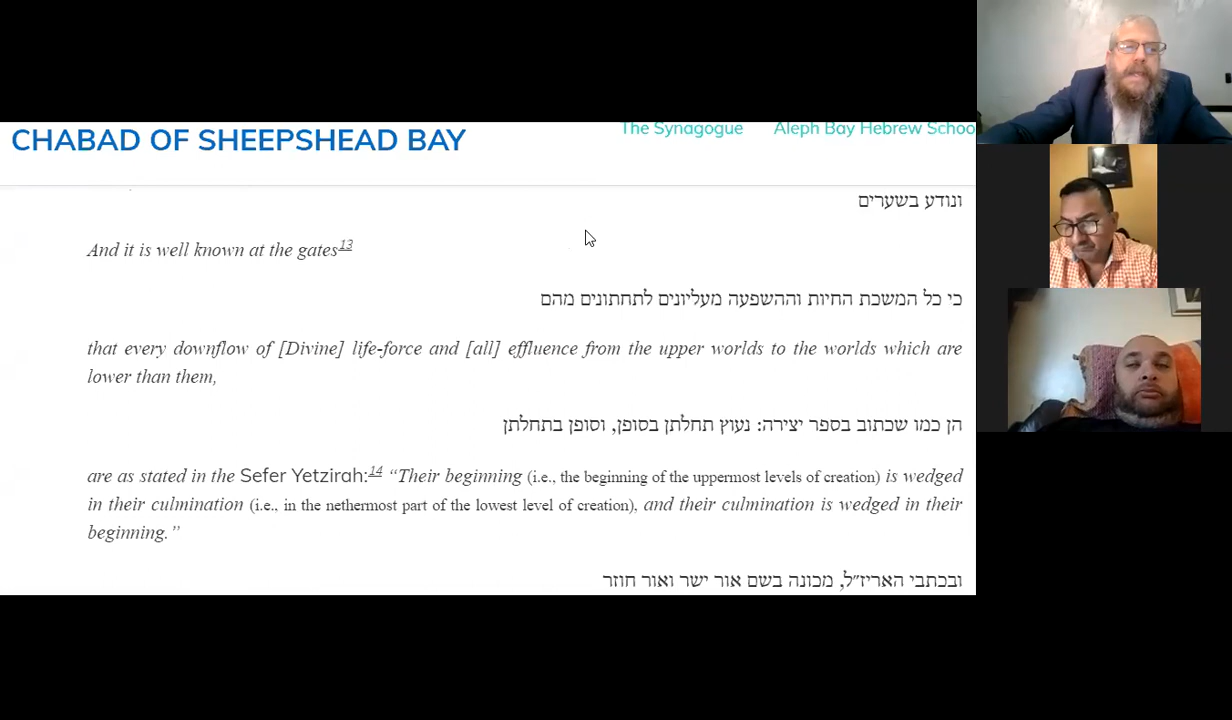 The Synagogue Aleph Bay Hebrew Schoo
CHABAD OF SHEEPSHEAD BAY
ונודע בשערים
And it is well known at the gates13
כי כל המשכת החיות וההשפעה מעליונים לתחתונים מהם
that every downflow of [Divine] life-force and [all] effluence from the upper worlds to the worlds which are
lower than them,
הן כמו שכתוב בספר יצירה: נעוץ תחלתן בסופן, וסופן בתחלתן
are as stated in the Sefer Yetzirah:14 “Their beginning (i.e., the beginning of the uppermost levels of creation) is wedged
in their culmination (i.e., in the nethermost part of the lowest level of creation), and their culmination is wedged in their
beginning.”
ובכתבי האריז״ל, מכונה בשם אור ישר ואור חוזר